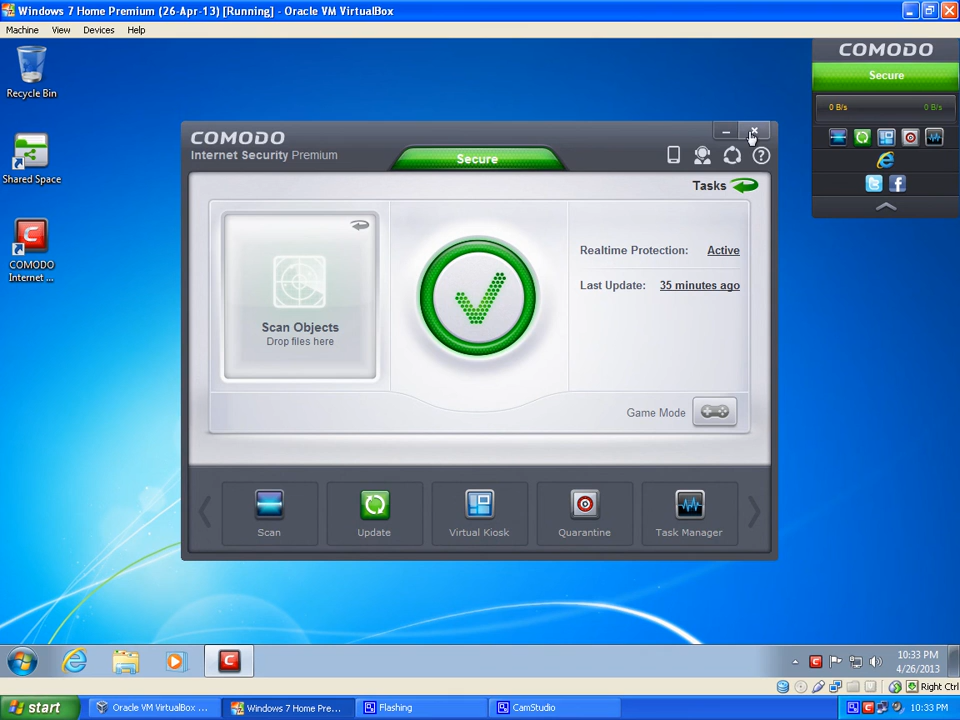 Windows 7 Home Premium (26-Apr-13) [Running] - Oracle VM VirtualBox
Machine View Devices Help
Recycle Bin
Shared Space
COMODO
Internet ...
COMODO
Secure
0 B/s 0 B/s
COMODO
Internet Security Premium
Secure
Tasks
Scan Objects
Drop files here
Realtime Protection: Active
Last Update: 35 minutes ago
Game Mode
Scan
Update
Virtual Kiosk
Quarantine
Task Manager
10:33 PM
4/26/2013
Right Ctrl
start
Oracle VM VirtualBox ...
Windows 7 Home Pre...
Flashing
CamStudio
10:33 PM